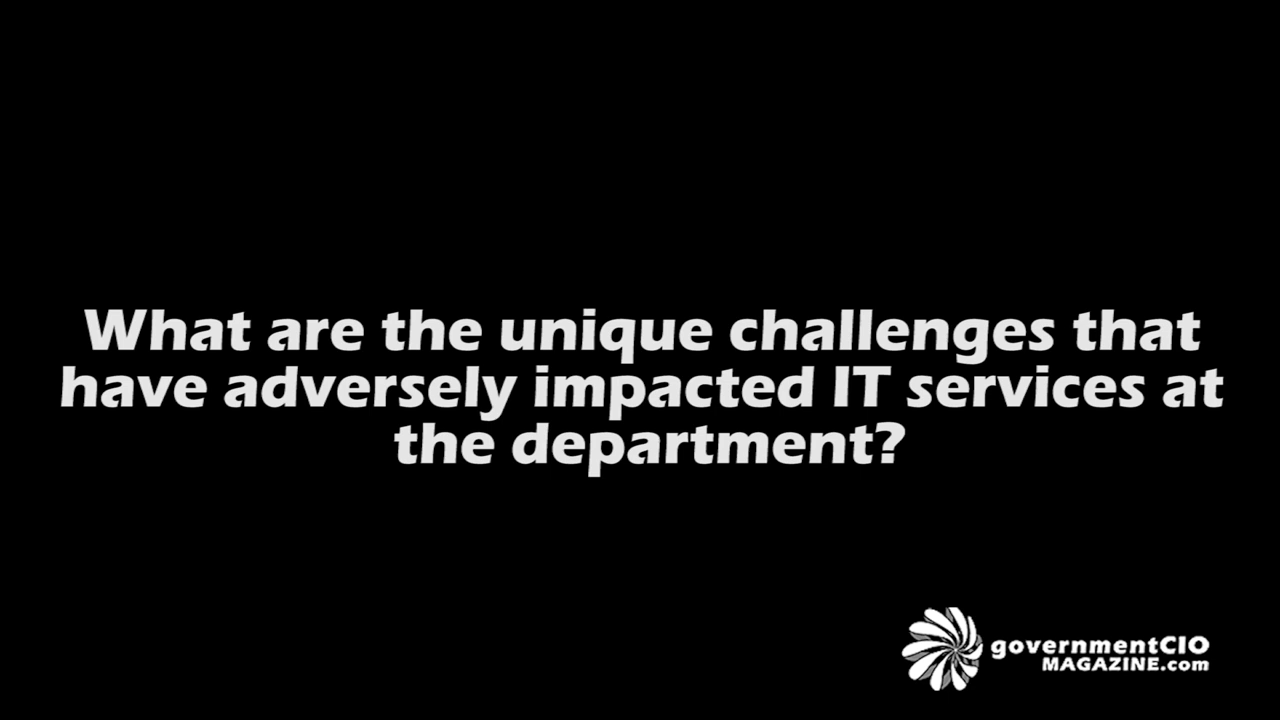 What are the unique challenges that
have adversely impacted IT services at
the department?
governmentCIO
MAGAZINE.com